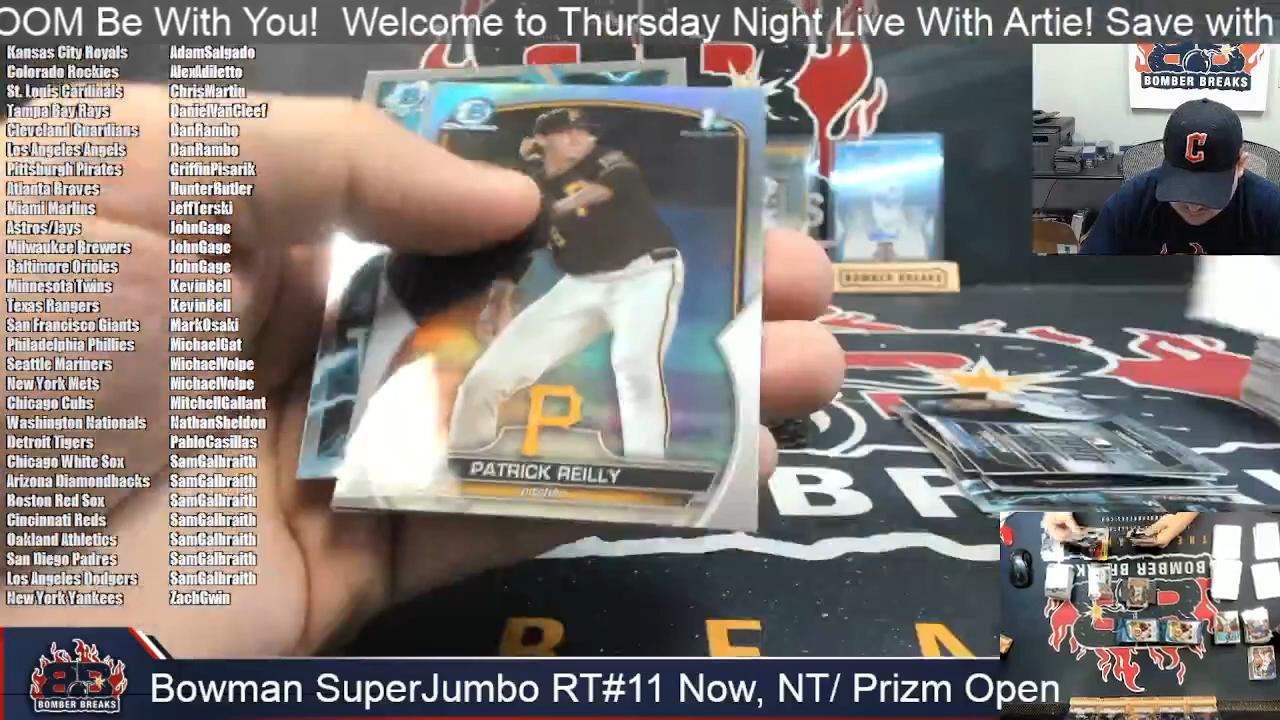 OOM Be With You!  Welcome to Thursday Night Live With Artie! Save with
Kansas City Royals AdamSalgado
Colorado Rockies AlexAdiletto
St. Louis Cardinals ChrisMartin
Tampa Bay Rays DanielVanCleef
Cleveland Guardians DanRambo
Los Angeles Angels DanRambo
Pittsburgh Pirates GriffinPisarik
Atlanta Braves HunterButler
Miami Marlins JeffTerski
Astros/Jays JohnGage
Milwaukee Brewers JohnGage
Baltimore Orioles JohnGage
Minnesota Twins KevinBell
Texas Rangers KevinBell
San Francisco Giants MarkOsaki
Philadelphia Phillies MichaelGat
Seattle Mariners MichaelVolpe
New York Mets MichaelVolpe
Chicago Cubs MitchellGallant
Washington Nationals NathanSheldon
Detroit Tigers PabloCasillas
Chicago White Sox SamGalbraith
Arizona Diamondbacks SamGalbraith
Boston Red Sox SamGalbraith
Cincinnati Reds SamGalbraith
Oakland Athletics SamGalbraith
San Diego Padres SamGalbraith
Los Angeles Dodgers SamGalbraith
New York Yankees ZachGwin
P
PATRICK REILLY
pitcher
BOMBER BREAKS
C
BOMBER BREAKS
B R
B E A
BOMBER BREAKS
Bowman SuperJumbo RT#11 Now, NT/ Prizm Open